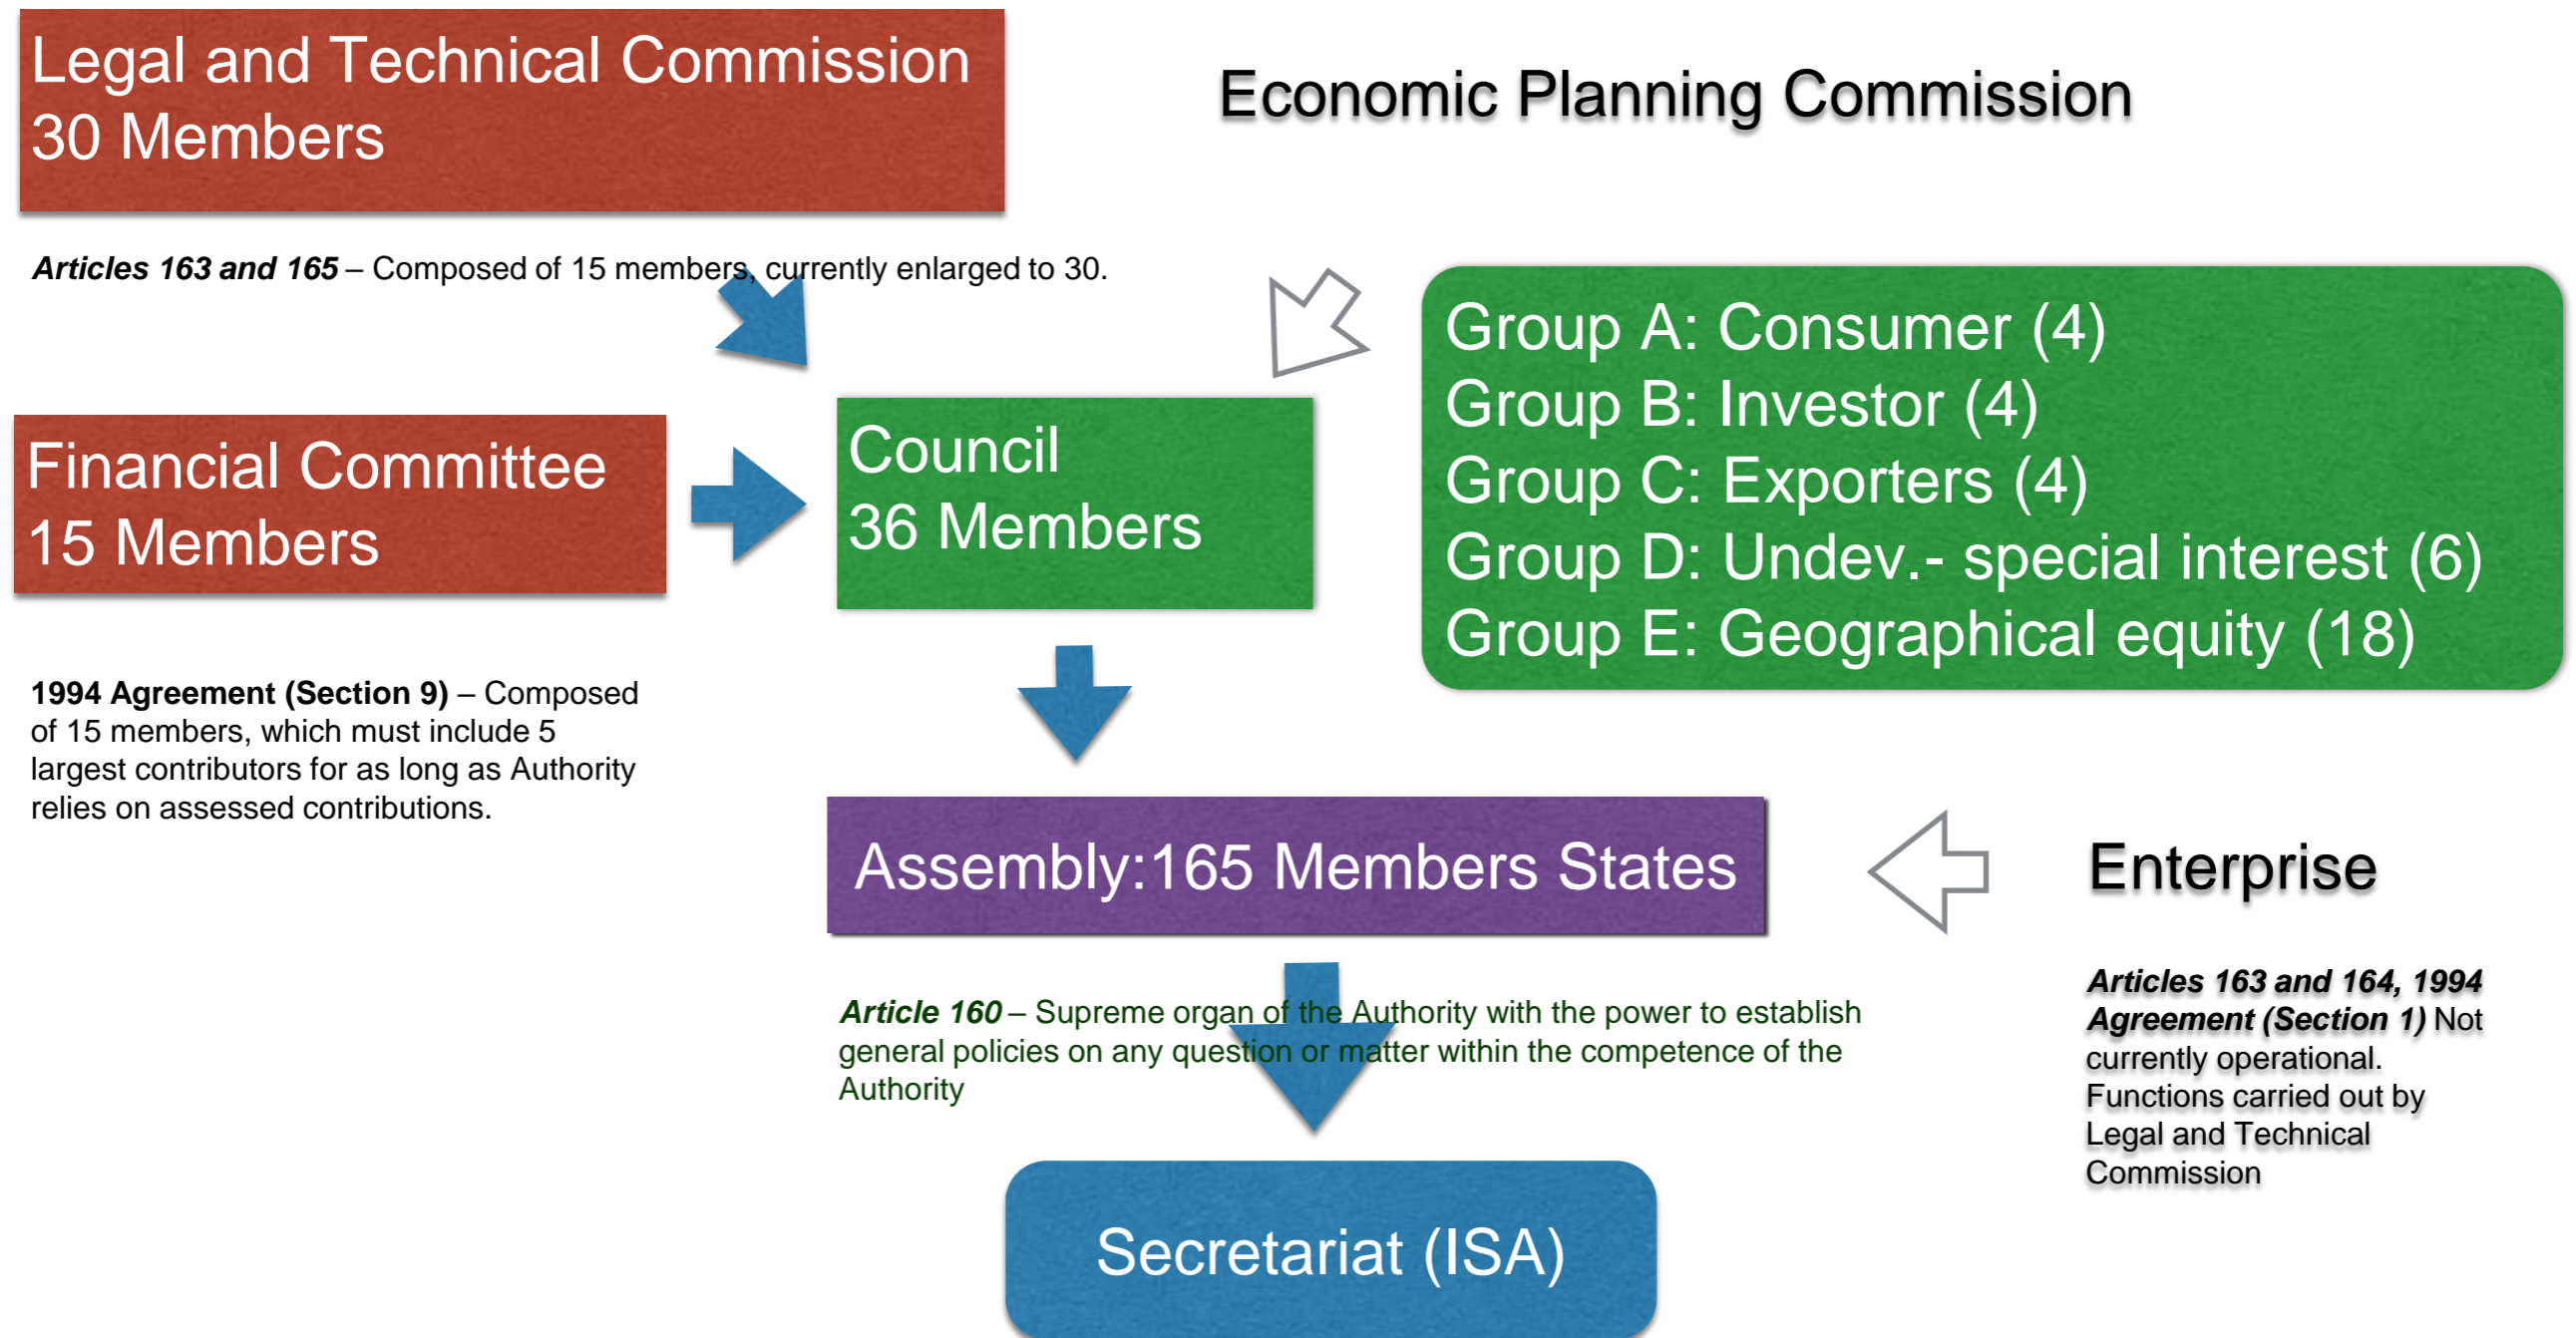 Legal and Technical Commission
30 Members
Economic Planning Commission
Articles 163 and 165 – Composed of 15 members, currently enlarged to 30.
Group A: Consumer (4)
Group B: Investor (4)
Group C: Exporters (4)
Group D: Undev.- special interest (6)
Group E: Geographical equity (18)
Financial Committee
15 Members
Council
36 Members
1994 Agreement (Section 9) – Composed
of 15 members, which must include 5
largest contributors for as long as Authority
relies on assessed contributions.
Assembly:165 Members States
Enterprise
Article 160 – Supreme organ of the Authority with the power to establish
general policies on any question or matter within the competence of the
Authority
Articles 163 and 164, 1994
Agreement (Section 1) Not
currently operational.
Functions carried out by
Legal and Technical
Commission
Secretariat (ISA)